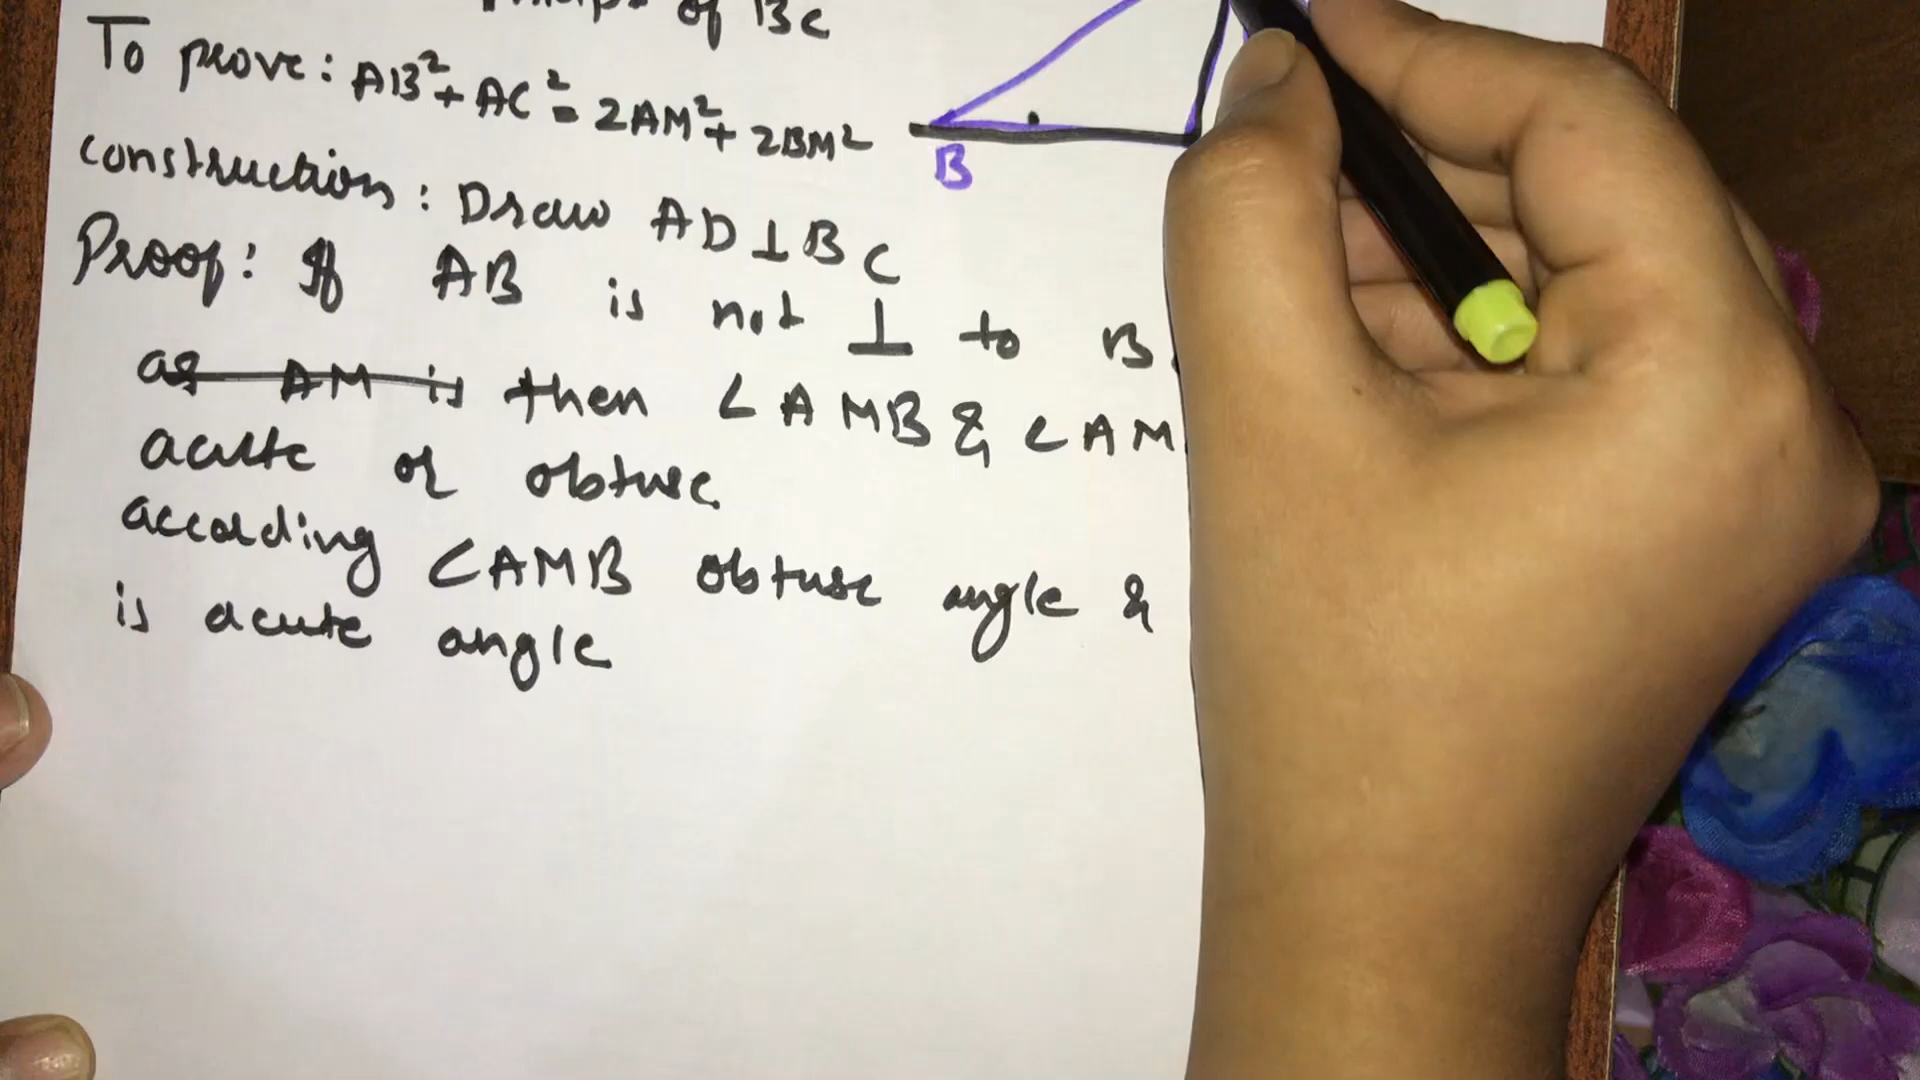 of BC
To prove: AB²+ AC² = 2AM²+ 2BM²
construction: Draw AD⊥BC
Proof: If AB is not ⊥ to B
as AM is then ∠AMB & ∠AM
acute or obtuse
according ∠AMB obtuse angle &
is acute angle
B